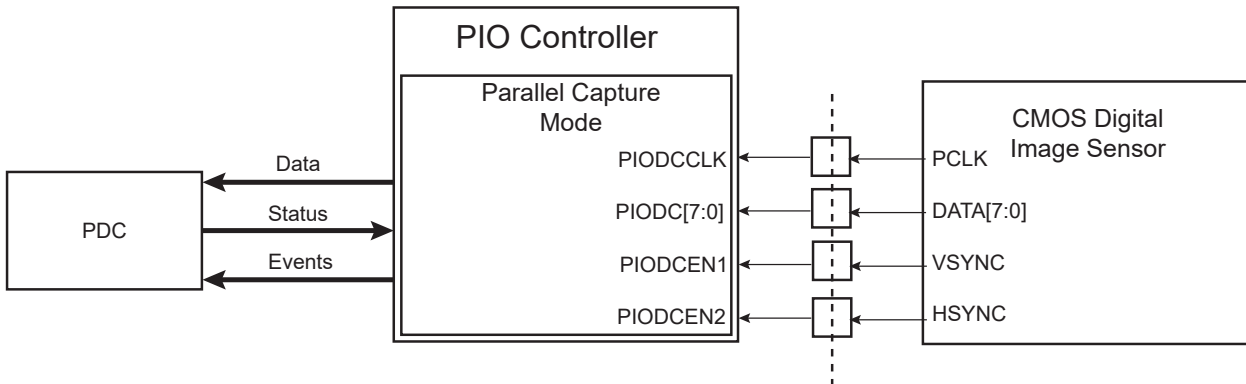 PIO Controller
Parallel Capture
Mode
CMOS Digital
Image Sensor
Data
PIODCCLK
PCLK
PDC
Status
PIODC[7:0]
DATA[7:0]
Events
PIODCEN1
VSYNC
PIODCEN2
HSYNC